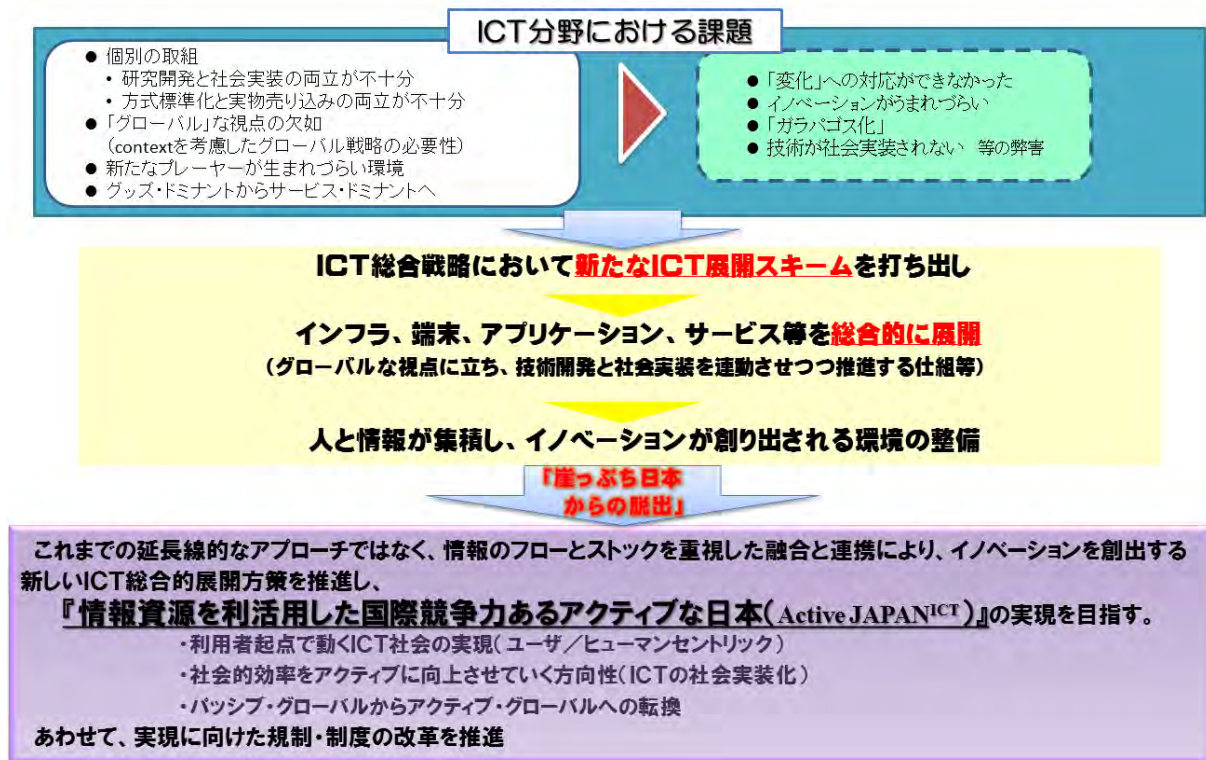 ICT分野における課題
● 個別の取組
・研究開発と社会実装の両立が不十分
・方式標準化と実物売り込みの両立が不十分
●「グローバル」な視点の欠如
(contextを考慮したグローバル戦略の必要性)
● 新たなプレーヤーが生まれづらい環境
● グッズ・ドミナントからサービス・ドミナントへ
●「変化」への対応ができなかった
● イノベーションがうまれづらい
●「ガラパゴス化」
● 技術が社会実装されない 等の弊害
ICT総合戦略において新たなICT展開スキームを打ち出し
インフラ、端末、アプリケーション、サービス等を総合的に展開
(グローバルな視点に立ち、技術開発と社会実装を連動させつつ推進する仕組等)
人と情報が集積し、イノベーションが創り出される環境の整備
『崖っぷち日本
からの脱出』
これまでの延長線的なアプローチではなく、情報のフローとストックを重視した融合と連携により、イノベーションを創出する
新しいICT総合的展開方策を推進し、
『情報資源を利活用した国際競争力あるアクティブな日本(Active JAPANICT)』の実現を目指す。
・利用者起点で動くICT社会の実現(ユーザ/ヒューマンセントリック)
・社会的効率をアクティブに向上させていく方向性(ICTの社会実装化)
・パッシブ・グローバルからアクティブ・グローバルへの転換
あわせて、実現に向けた規制・制度の改革を推進